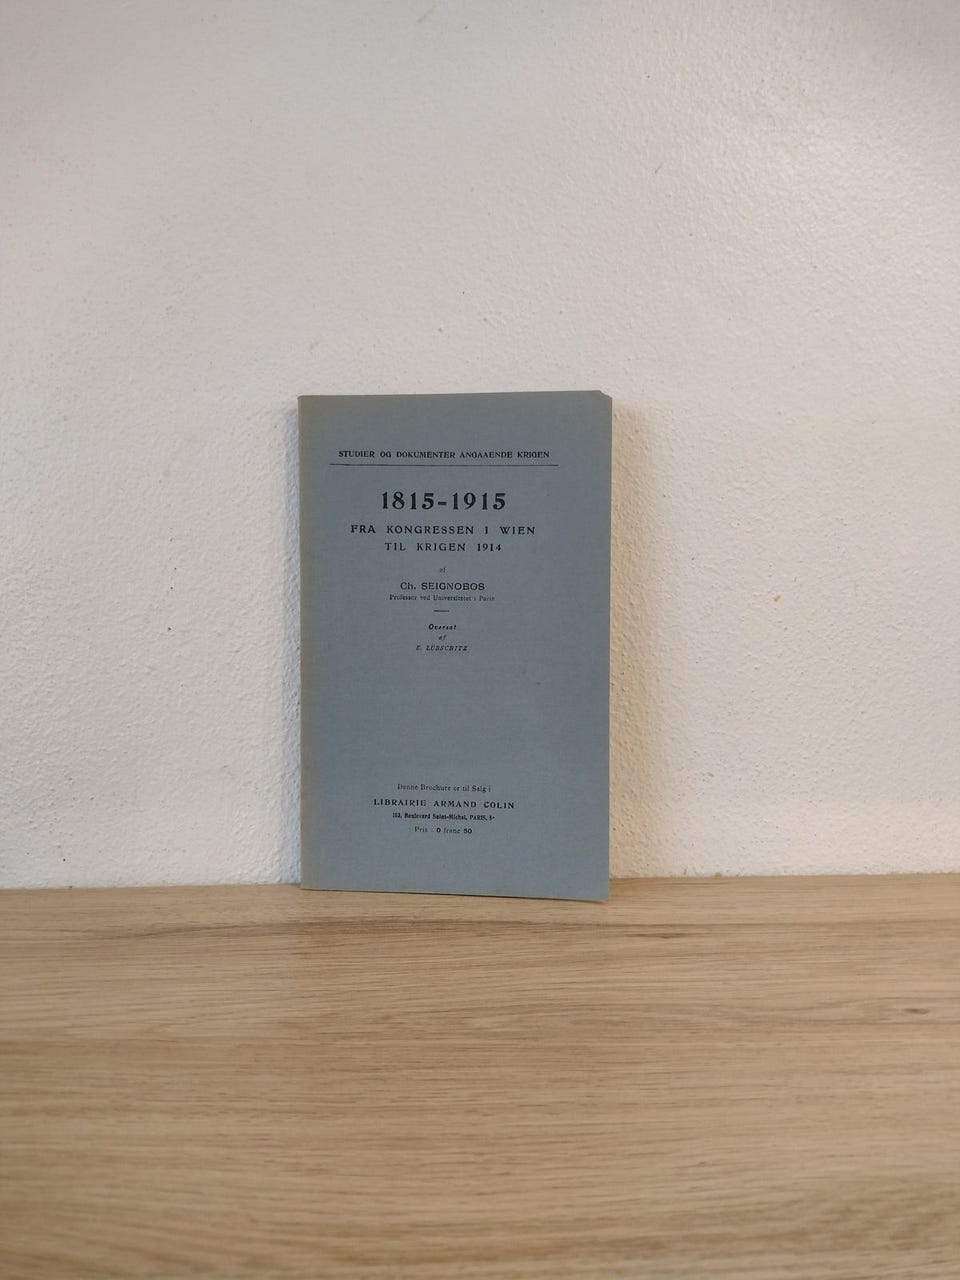 STUDIER OG DOKUMENTER ANGAAENDE KRIGEN
1815-1915
FRA KONGRESSEN I WIEN
TIL KRIGEN 1914
af
Ch. SEIGNOBOS
Professor ved Universitetet i Paris
Oversat
af
E. LÜBSCHITZ
Denne Brochure er til Salg i
LIBRAIRIE ARMAND COLIN
103, Boulevard Saint-Michel, PARIS, 5e
Pris : 0 franc 50